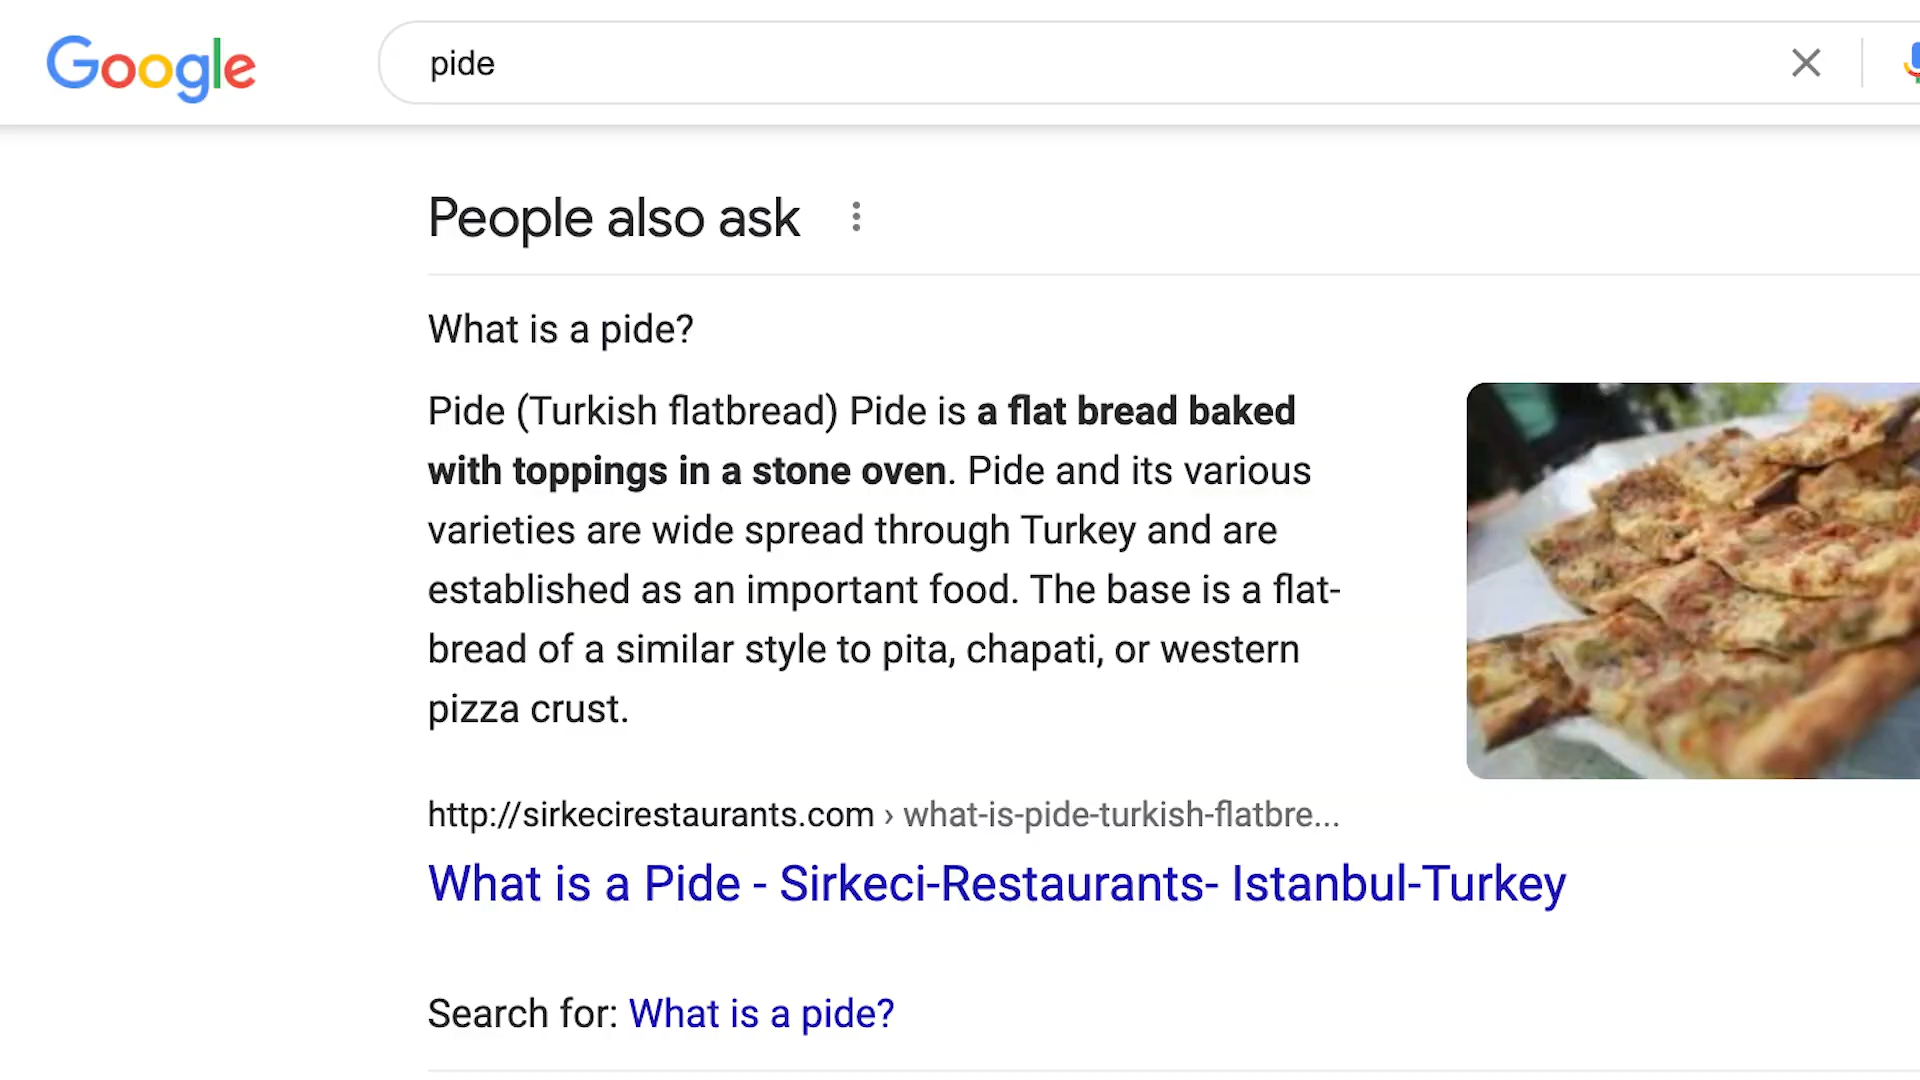 Google
pide
People also ask
What is a pide?
Pide (Turkish flatbread) Pide is a flat bread baked
with toppings in a stone oven. Pide and its various
varieties are wide spread through Turkey and are
established as an important food. The base is a flat-
bread of a similar style to pita, chapati, or western
pizza crust.
http://sirkecirestaurants.com › what-is-pide-turkish-flatbre...
What is a Pide - Sirkeci-Restaurants- Istanbul-Turkey
Search for: What is a pide?